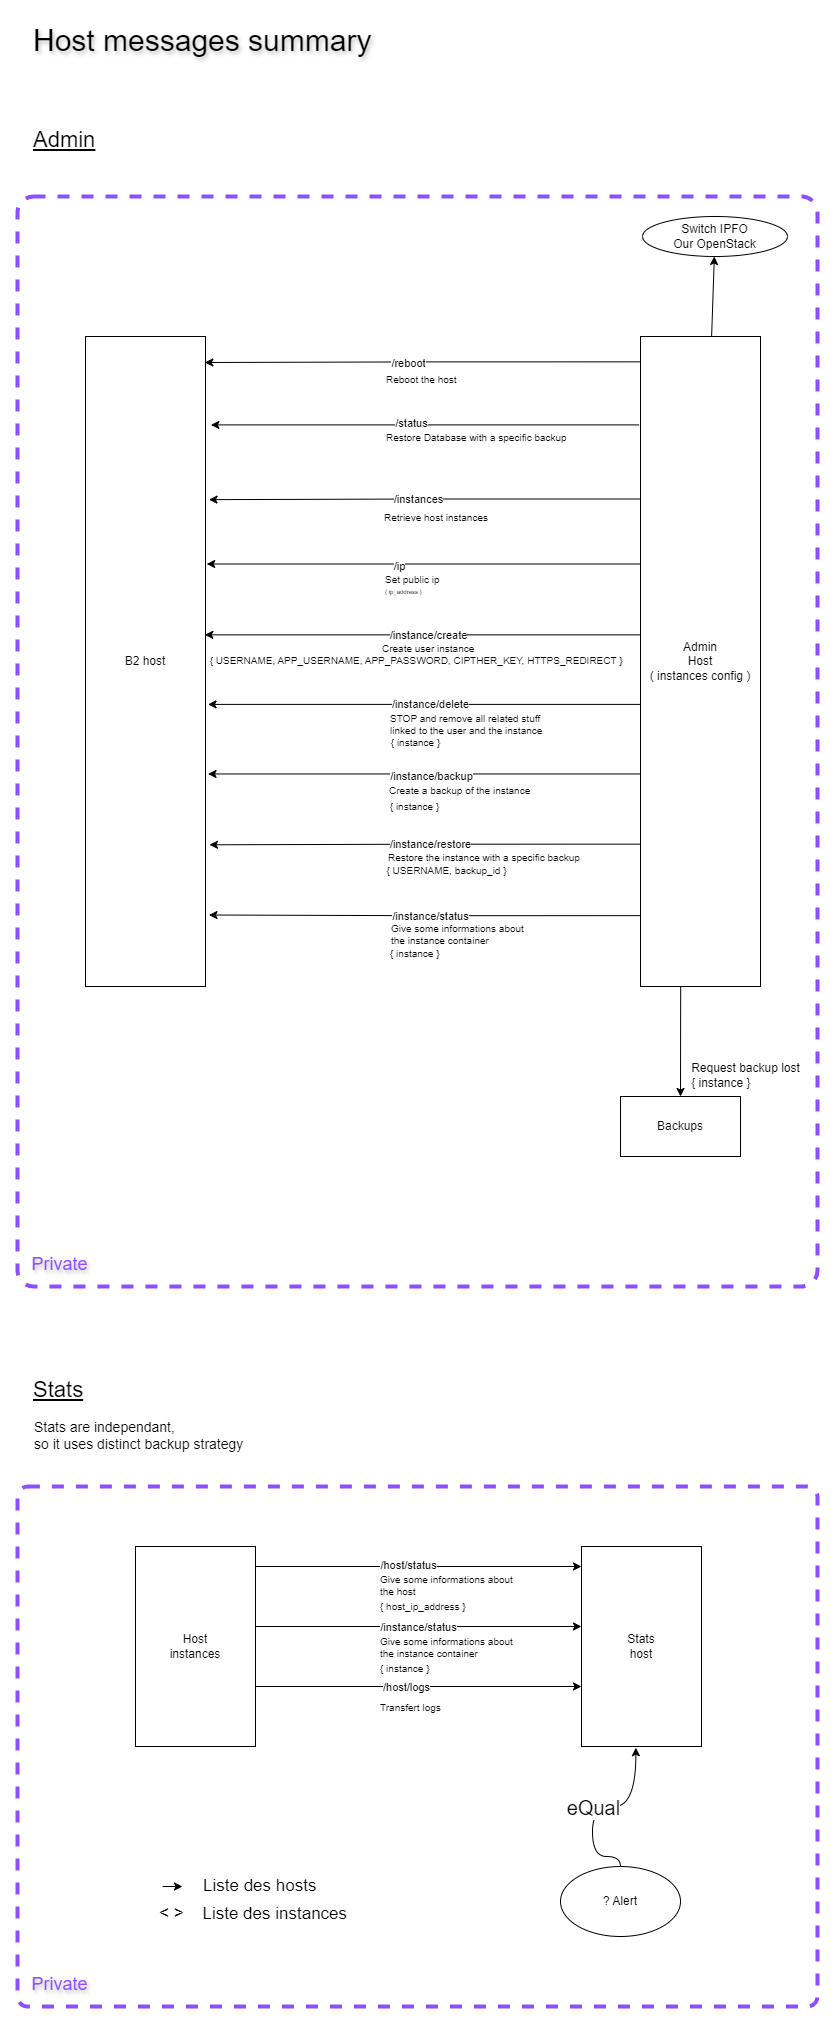 Host messages summary
Admin
Switch IPFO
Our OpenStack
/reboot
Reboot the host
/status
Restore Database with a specific backup
/instances
Retrieve host instances
/ip
Set public ip
{ ip_address }
/instance/create
Create user instance
{ USERNAME, APP_USERNAME, APP_PASSWORD, CIPTHER_KEY, HTTPS_REDIRECT }
B2 host
Admin
Host
( instances config )
/instance/delete
STOP and remove all related stuff
linked to the user and the instance
{ instance }
/instance/backup
Create a backup of the instance
{ instance }
/instance/restore
Restore the instance with a specific backup
{ USERNAME, backup_id }
/instance/status
Give some informations about
the instance container
{ instance }
Request backup lost
{ instance }
Backups
Private
Stats
Stats are independant,
so it uses distinct backup strategy
/host/status
Give some informations about
the host
{ host_ip_address }
/instance/status
Give some informations about
the instance container
{ instance }
/host/logs
Transfert logs
Host
instances
Stats
host
eQual
? Alert
Liste des hosts
< > Liste des instances
Private